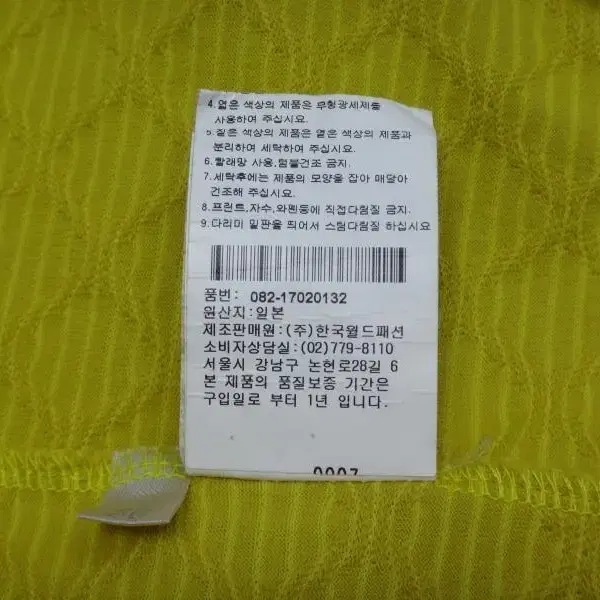 4.엷은 색상의 제품은 무형광세제를
사용하여 주십시요.
5.짙은 색상의 제품은 엷은 색상의 제품과
분리하여 세탁하여 주십시요.
6.빨래망 사용,텀블건조 금지.
7.세탁후에는 제품의 모양을 잡아 매달아
건조해 주십시요.
8.프린트,자수,와펜등에 직접다림질 금지.
9.다리미 밑판을 띄어서 스팀다림질 하십시요
품번: 082-17020132
원산지:일본
제조판매원:(주)한국월드패션
소비자상담실:(02)779-8110
서울시 강남구 논현로28길 6
본 제품의 품질보증 기간은
구입일로 부터 1년 입니다.